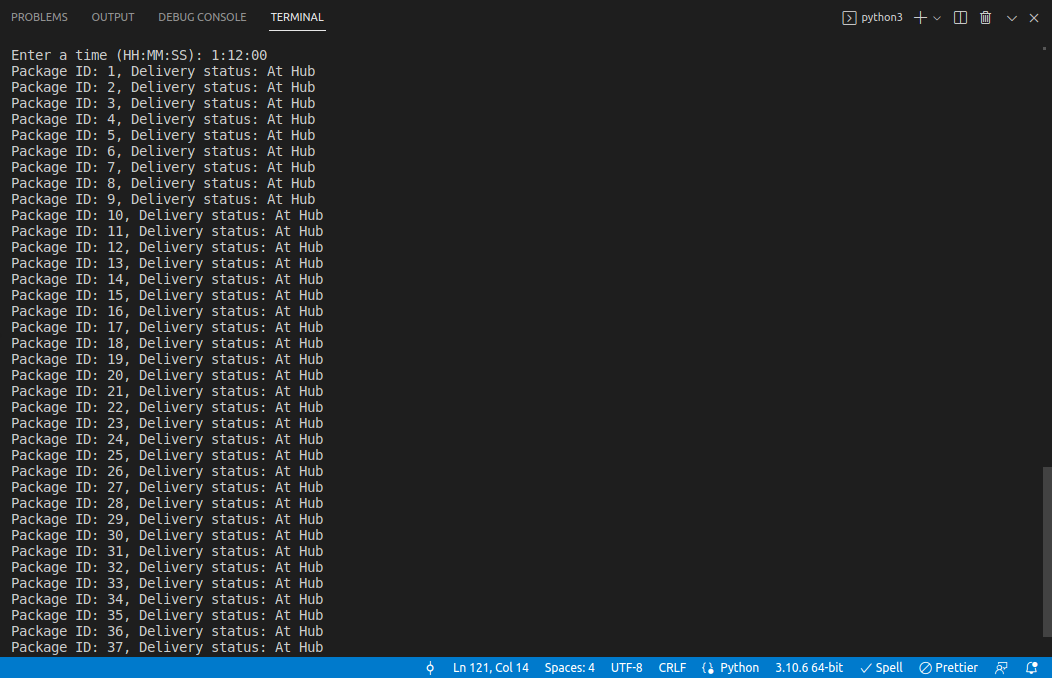 PROBLEMS OUTPUT DEBUG CONSOLE TERMINAL python3
Enter a time (HH:MM:SS): 1:12:00
Package ID: 1, Delivery status: At Hub
Package ID: 2, Delivery status: At Hub
Package ID: 3, Delivery status: At Hub
Package ID: 4, Delivery status: At Hub
Package ID: 5, Delivery status: At Hub
Package ID: 6, Delivery status: At Hub
Package ID: 7, Delivery status: At Hub
Package ID: 8, Delivery status: At Hub
Package ID: 9, Delivery status: At Hub
Package ID: 10, Delivery status: At Hub
Package ID: 11, Delivery status: At Hub
Package ID: 12, Delivery status: At Hub
Package ID: 13, Delivery status: At Hub
Package ID: 14, Delivery status: At Hub
Package ID: 15, Delivery status: At Hub
Package ID: 16, Delivery status: At Hub
Package ID: 17, Delivery status: At Hub
Package ID: 18, Delivery status: At Hub
Package ID: 19, Delivery status: At Hub
Package ID: 20, Delivery status: At Hub
Package ID: 21, Delivery status: At Hub
Package ID: 22, Delivery status: At Hub
Package ID: 23, Delivery status: At Hub
Package ID: 24, Delivery status: At Hub
Package ID: 25, Delivery status: At Hub
Package ID: 26, Delivery status: At Hub
Package ID: 27, Delivery status: At Hub
Package ID: 28, Delivery status: At Hub
Package ID: 29, Delivery status: At Hub
Package ID: 30, Delivery status: At Hub
Package ID: 31, Delivery status: At Hub
Package ID: 32, Delivery status: At Hub
Package ID: 33, Delivery status: At Hub
Package ID: 34, Delivery status: At Hub
Package ID: 35, Delivery status: At Hub
Package ID: 36, Delivery status: At Hub
Package ID: 37, Delivery status: At Hub
Ln 121, Col 14 Spaces: 4 UTF-8 CRLF Python 3.10.6 64-bit Spell Prettier